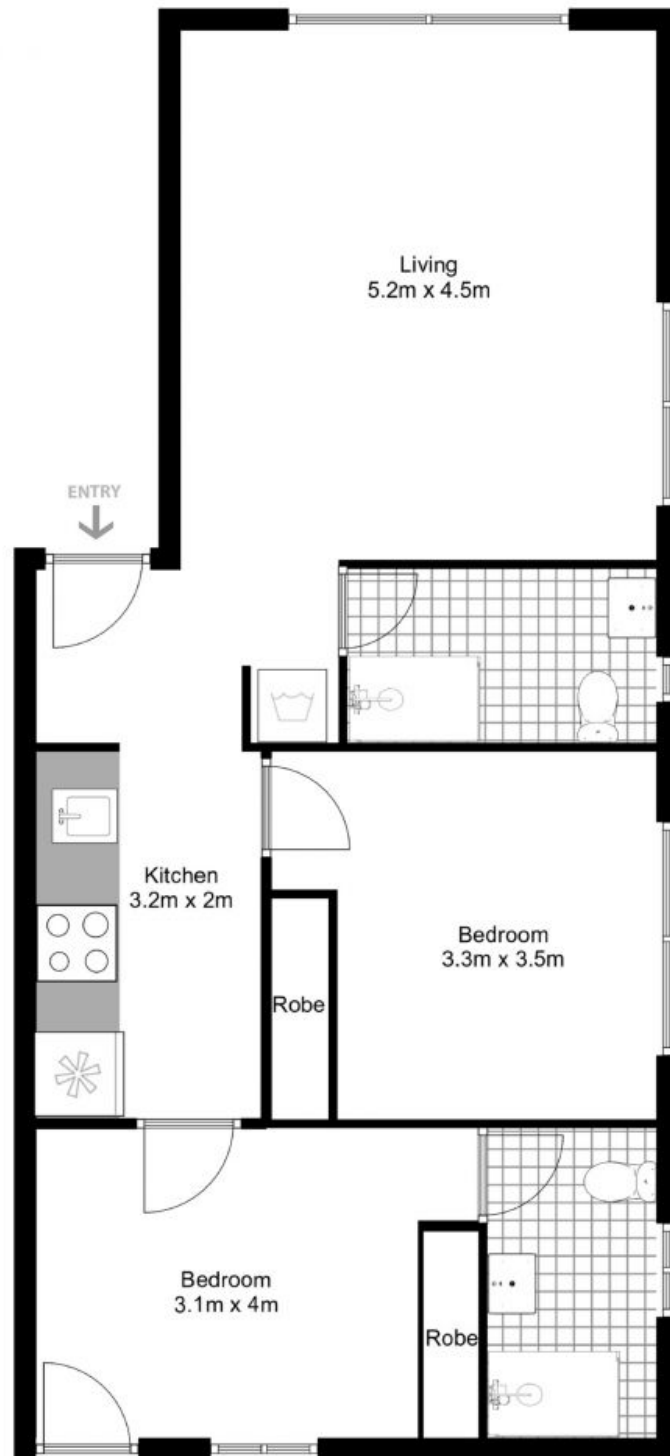 Living
5.2m x 4.5m
ENTRY
Kitchen
3.2m x 2m
Bedroom
3.3m x 3.5m
Robe
Bedroom
3.1m x 4m
Robe